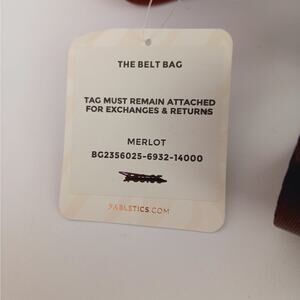 THE BELT BAG
TAG MUST REMAIN ATTACHED
FOR EXCHANGES & RETURNS
MERLOT
BG2356025-6932-14000
FABLETICS.COM